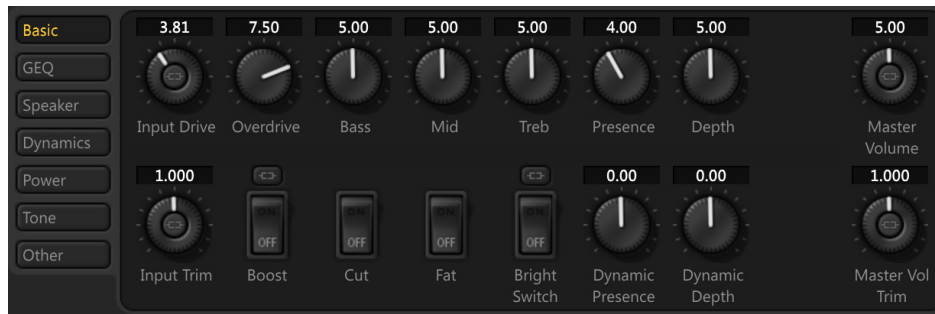 Basic
GEQ
Speaker
Dynamics
Power
Tone
Other
3.81 7.50 5.00 5.00 5.00 4.00 5.00 5.00
Input Drive Overdrive Bass Mid Treb Presence Depth Master
Volume
1.000 0.00 0.00 1.000
ON ON ON ON
OFF OFF OFF OFF
Input Trim Boost Cut Fat Bright Dynamic Dynamic Master Vol
Switch Presence Depth Trim